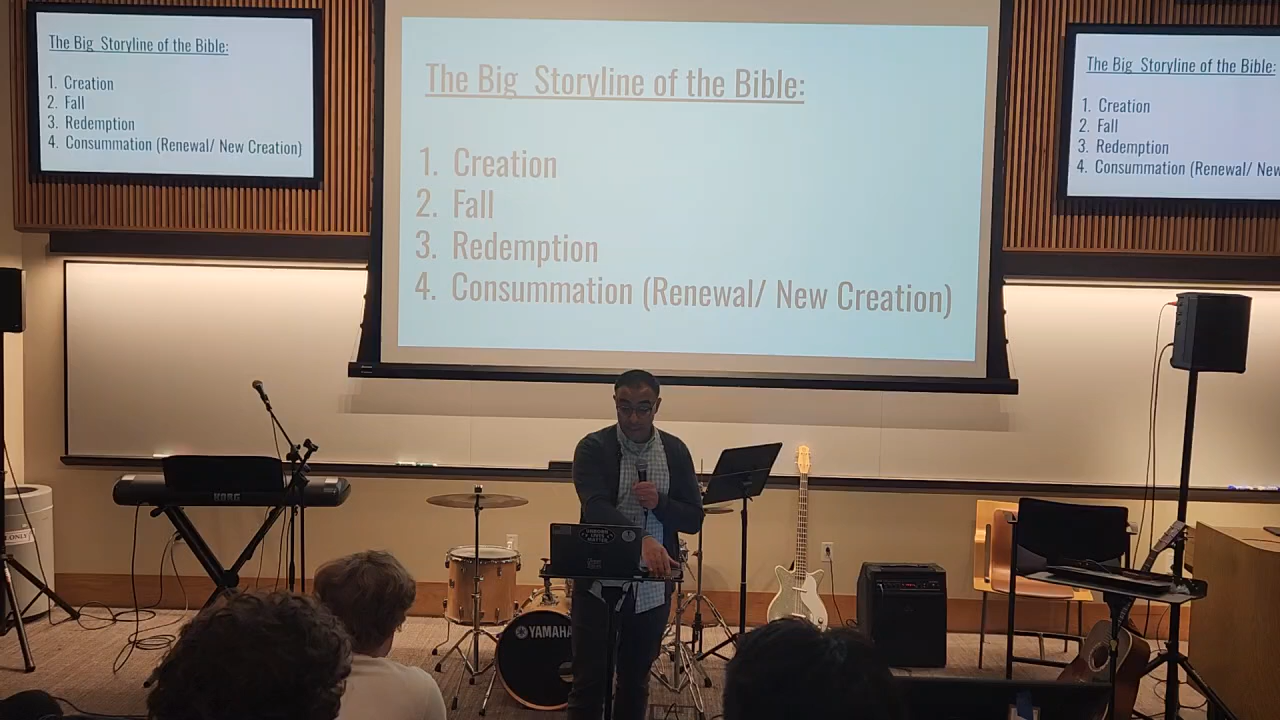 The Big Storyline of the Bible:
1. Creation
2. Fall
3. Redemption
4. Consummation (Renewal/ New Creation)
The Big Storyline of the Bible:
1. Creation
2. Fall
3. Redemption
4. Consummation (Renewal/ New Creation)
The Big Storyline of the Bible:
1. Creation
2. Fall
3. Redemption
4. Consummation (Renewal/ New
KORG
YAMAHA
ONLY